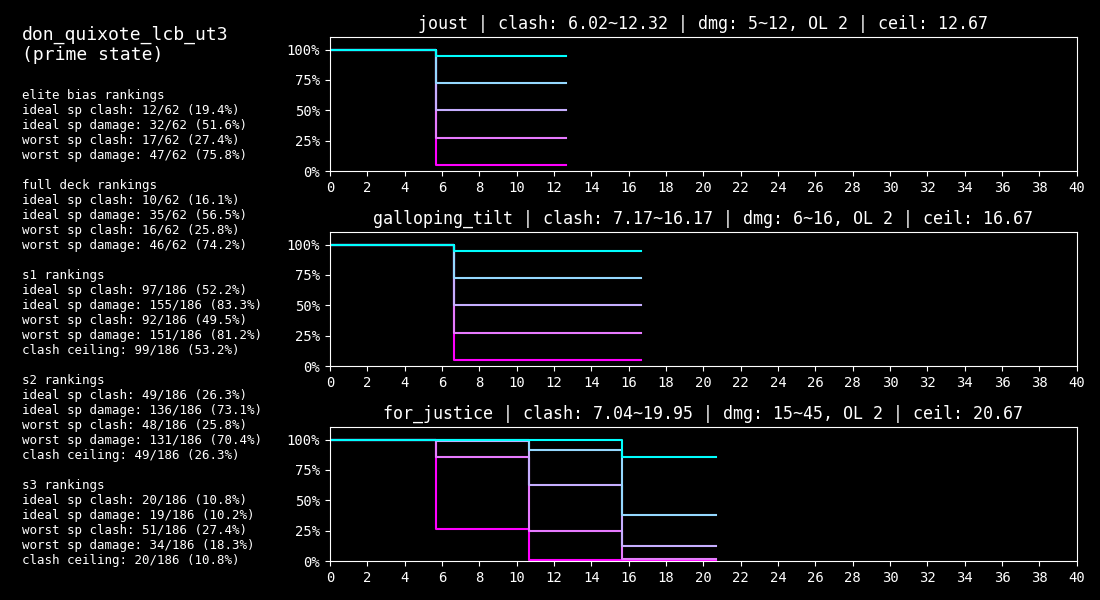 don_quixote_lcb_ut3
(prime state)
elite bias rankings
ideal sp clash: 12/62 (19.4%)
ideal sp damage: 32/62 (51.6%)
worst sp clash: 17/62 (27.4%)
worst sp damage: 47/62 (75.8%)
full deck rankings
ideal sp clash: 10/62 (16.1%)
ideal sp damage: 35/62 (56.5%)
worst sp clash: 16/62 (25.8%)
worst sp damage: 46/62 (74.2%)
s1 rankings
ideal sp clash: 97/186 (52.2%)
ideal sp damage: 155/186 (83.3%)
worst sp clash: 92/186 (49.5%)
worst sp damage: 151/186 (81.2%)
clash ceiling: 99/186 (53.2%)
s2 rankings
ideal sp clash: 49/186 (26.3%)
ideal sp damage: 136/186 (73.1%)
worst sp clash: 48/186 (25.8%)
worst sp damage: 131/186 (70.4%)
clash ceiling: 49/186 (26.3%)
s3 rankings
ideal sp clash: 20/186 (10.8%)
ideal sp damage: 19/186 (10.2%)
worst sp clash: 51/186 (27.4%)
worst sp damage: 34/186 (18.3%)
clash ceiling: 20/186 (10.8%)
joust | clash: 6.02~12.32 | dmg: 5~12, OL 2 | ceil: 12.67
100%
75%
50%
25%
0%
0 2 4 6 8 10 12 14 16 18 20 22 24 26 28 30 32 34 36 38 40
galloping_tilt | clash: 7.17~16.17 | dmg: 6~16, OL 2 | ceil: 16.67
100%
75%
50%
25%
0%
0 2 4 6 8 10 12 14 16 18 20 22 24 26 28 30 32 34 36 38 40
for_justice | clash: 7.04~19.95 | dmg: 15~45, OL 2 | ceil: 20.67
100%
75%
50%
25%
0%
0 2 4 6 8 10 12 14 16 18 20 22 24 26 28 30 32 34 36 38 40